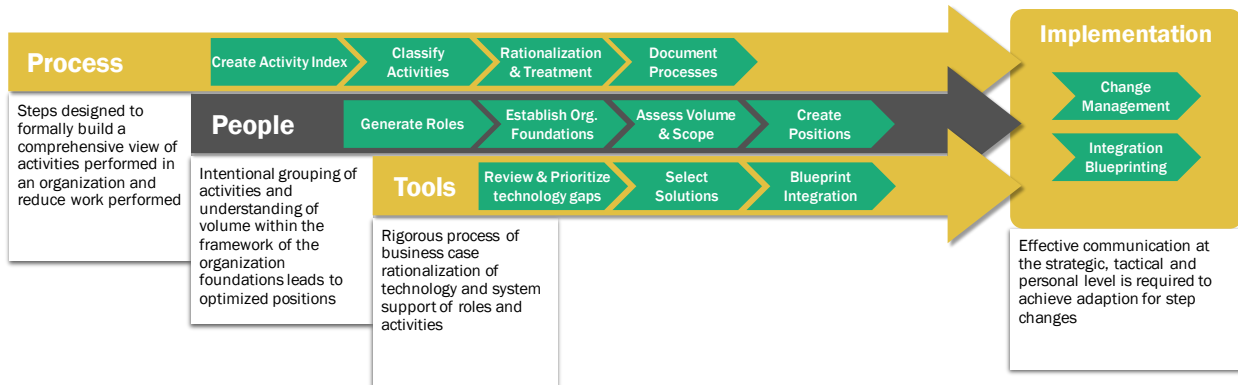 Implementation
Process
Create Activity Index
Classify
Activities
Rationalization
& Treatment
Document
Processes
Change
Management
Steps designed to
formally build a
comprehensive view of
activities performed in
an organization and
reduce work performed
People
Generate Roles
Establish Org.
Foundations
Assess Volume
& Scope
Create
Positions
Integration
Blueprinting
Intentional grouping of
activities and
understanding of
volume within the
framework of the
organization
foundations leads to
optimized positions
Tools
Review & Prioritize
technology gaps
Select
Solutions
Blueprint
Integration
Rigorous process of
business case
rationalization of
technology and system
support of roles and
activities
Effective communication at
the strategic, tactical and
personal level is required to
achieve adaption for step
changes